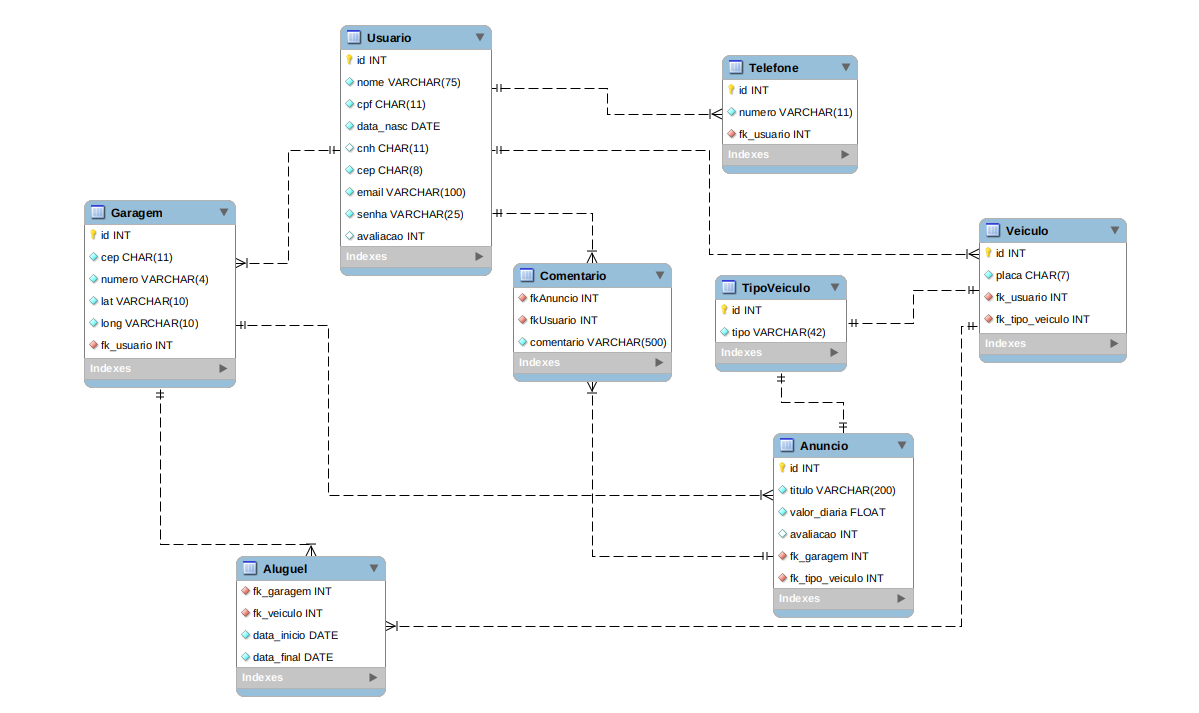 Usuario
id INT
nome VARCHAR(75)
cpf CHAR(11)
data_nasc DATE
cnh CHAR(11)
cep CHAR(8)
email VARCHAR(100)
senha VARCHAR(25)
avaliacao INT
Indexes
Telefone
id INT
numero VARCHAR(11)
fk_usuario INT
Indexes
Garagem
id INT
cep CHAR(11)
numero VARCHAR(4)
lat VARCHAR(10)
long VARCHAR(10)
fk_usuario INT
Indexes
Comentario
fkAnuncio INT
fkUsuario INT
comentario VARCHAR(500)
Indexes
TipoVeiculo
id INT
tipo VARCHAR(42)
Indexes
Veiculo
id INT
placa CHAR(7)
fk_usuario INT
fk_tipo_veiculo INT
Indexes
Anuncio
id INT
titulo VARCHAR(200)
valor_diaria FLOAT
avaliacao INT
fk_garagem INT
fk_tipo_veiculo INT
Indexes
Aluguel
fk_garagem INT
fk_veiculo INT
data_inicio DATE
data_final DATE
Indexes